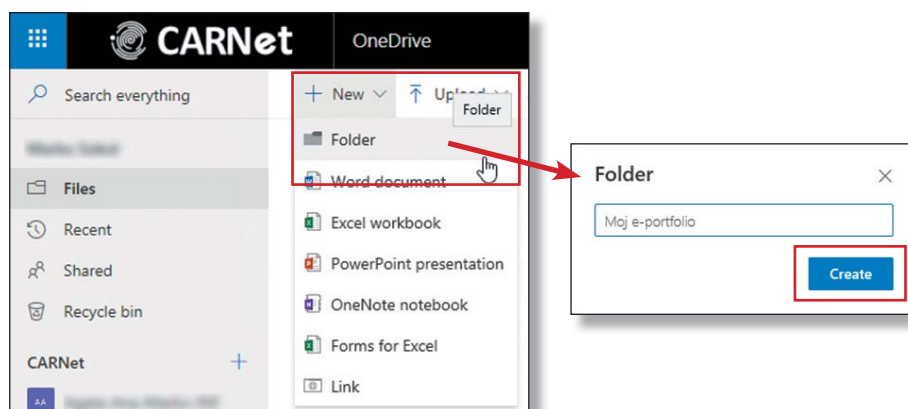 CARNet OneDrive
Search everything
New
Folder
Folder
Word document
Excel workbook
PowerPoint presentation
OneNote notebook
Forms for Excel
Link
Files
Recent
Shared
Recycle bin
CARNet
AA
Folder
Moj e-portfolio
Create